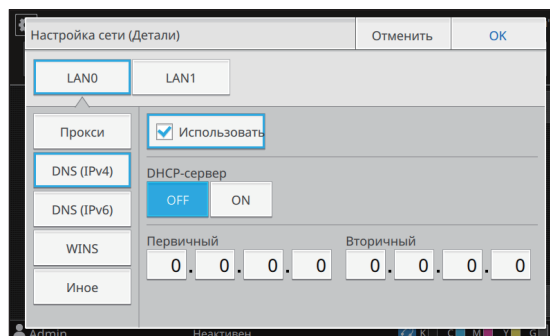 Настройка сети (Детали) Отменить OK
LAN0 LAN1
Прокси
DNS (IPv4)
DNS (IPv6)
WINS
Иное
Использовать
DHCP-сервер
OFF ON
Первичный Вторичный
0 . 0 . 0 . 0 0 . 0 . 0 . 0
Admin Неактивен K C M Y G